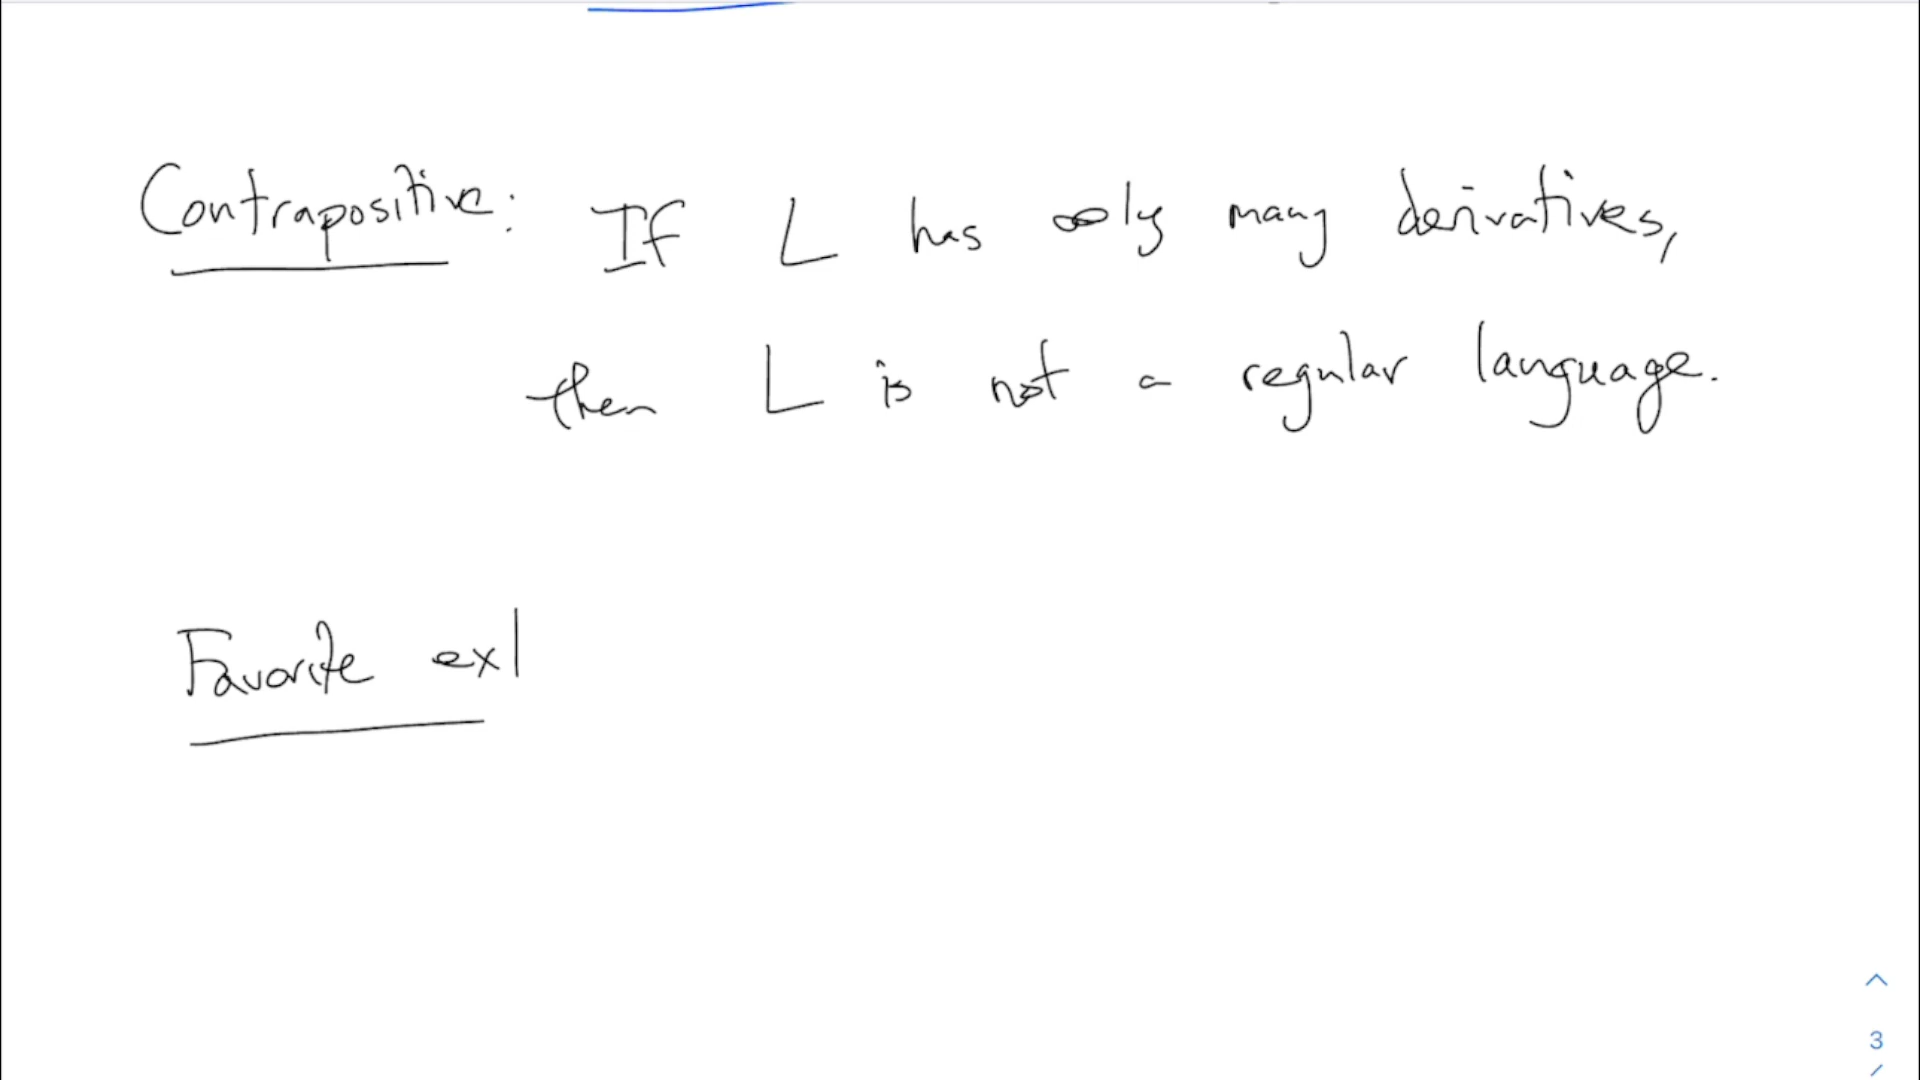 Contrapositive: If L has ∞ly many derivatives,
then L is not a regular language.
Favorite ex|
3